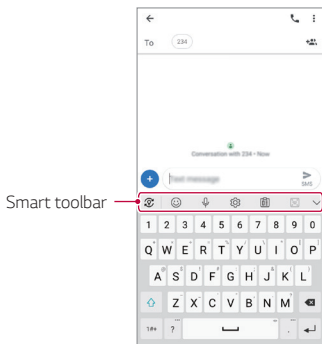 To 234
Conversation with 234 • Now
Text message
SMS
Smart toolbar
1 2 3 4 5 6 7 8 9 0
Q W E R T Y U I O P
A S D F G H J K L
Z X C V B N M
1#+ ? .